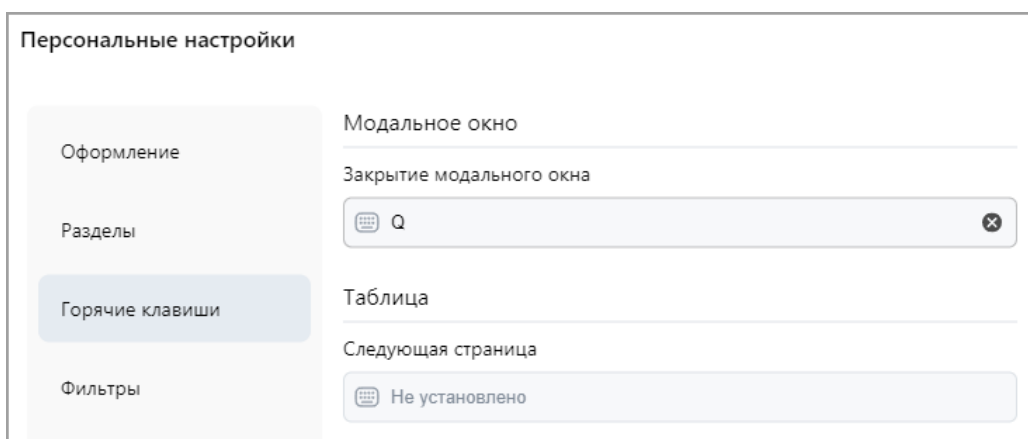 Персональные настройки
Оформление
Разделы
Горячие клавиши
Фильтры
Модальное окно
Закрытие модального окна
Q
Таблица
Следующая страница
Не установлено